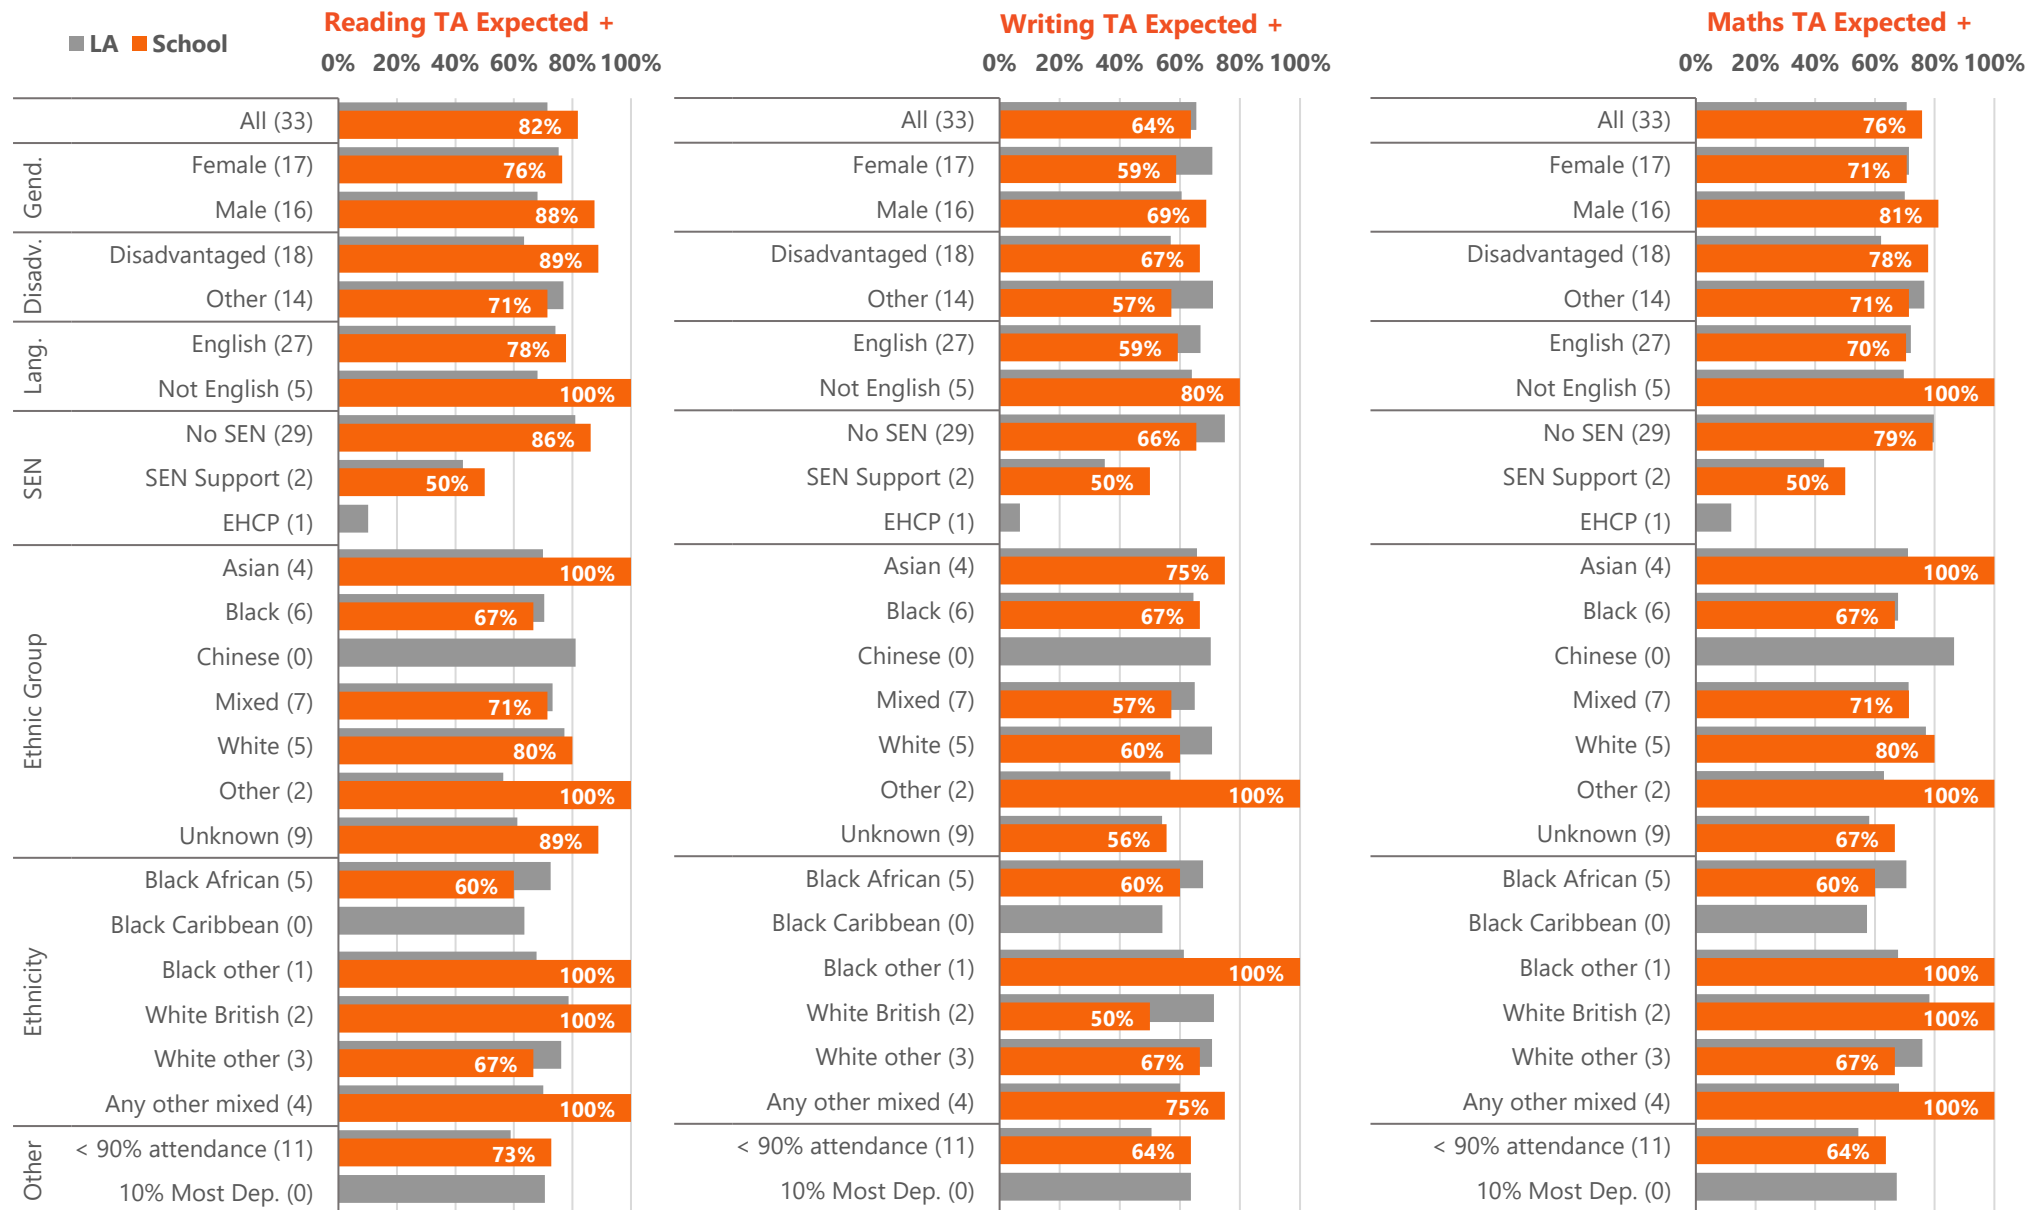 LA School
Reading TA Expected +
0% 20% 40% 60% 80% 100%
Gend.
Disadv.
Lang.
SEN
Ethnic Group
Ethnicity
Other
All (33) 82%
Female (17) 76%
Male (16) 88%
Disadvantaged (18) 89%
Other (14) 71%
English (27) 78%
Not English (5) 100%
No SEN (29) 86%
SEN Support (2) 50%
EHCP (1)
Asian (4) 100%
Black (6) 67%
Chinese (0)
Mixed (7) 71%
White (5) 80%
Other (2) 100%
Unknown (9) 89%
Black African (5) 60%
Black Caribbean (0)
Black other (1) 100%
White British (2) 100%
White other (3) 67%
Any other mixed (4) 100%
< 90% attendance (11) 73%
10% Most Dep. (0)
Writing TA Expected +
0% 20% 40% 60% 80% 100%
All (33) 64%
Female (17) 59%
Male (16) 69%
Disadvantaged (18) 67%
Other (14) 57%
English (27) 59%
Not English (5) 80%
No SEN (29) 66%
SEN Support (2) 50%
EHCP (1)
Asian (4) 75%
Black (6) 67%
Chinese (0)
Mixed (7) 57%
White (5) 60%
Other (2) 100%
Unknown (9) 56%
Black African (5) 60%
Black Caribbean (0)
Black other (1) 100%
White British (2) 50%
White other (3) 67%
Any other mixed (4) 75%
< 90% attendance (11) 64%
10% Most Dep. (0)
Maths TA Expected +
0% 20% 40% 60% 80% 100%
All (33) 76%
Female (17) 71%
Male (16) 81%
Disadvantaged (18) 78%
Other (14) 71%
English (27) 70%
Not English (5) 100%
No SEN (29) 79%
SEN Support (2) 50%
EHCP (1)
Asian (4) 100%
Black (6) 67%
Chinese (0)
Mixed (7) 71%
White (5) 80%
Other (2) 100%
Unknown (9) 67%
Black African (5) 60%
Black Caribbean (0)
Black other (1) 100%
White British (2) 100%
White other (3) 67%
Any other mixed (4) 100%
< 90% attendance (11) 64%
10% Most Dep. (0)